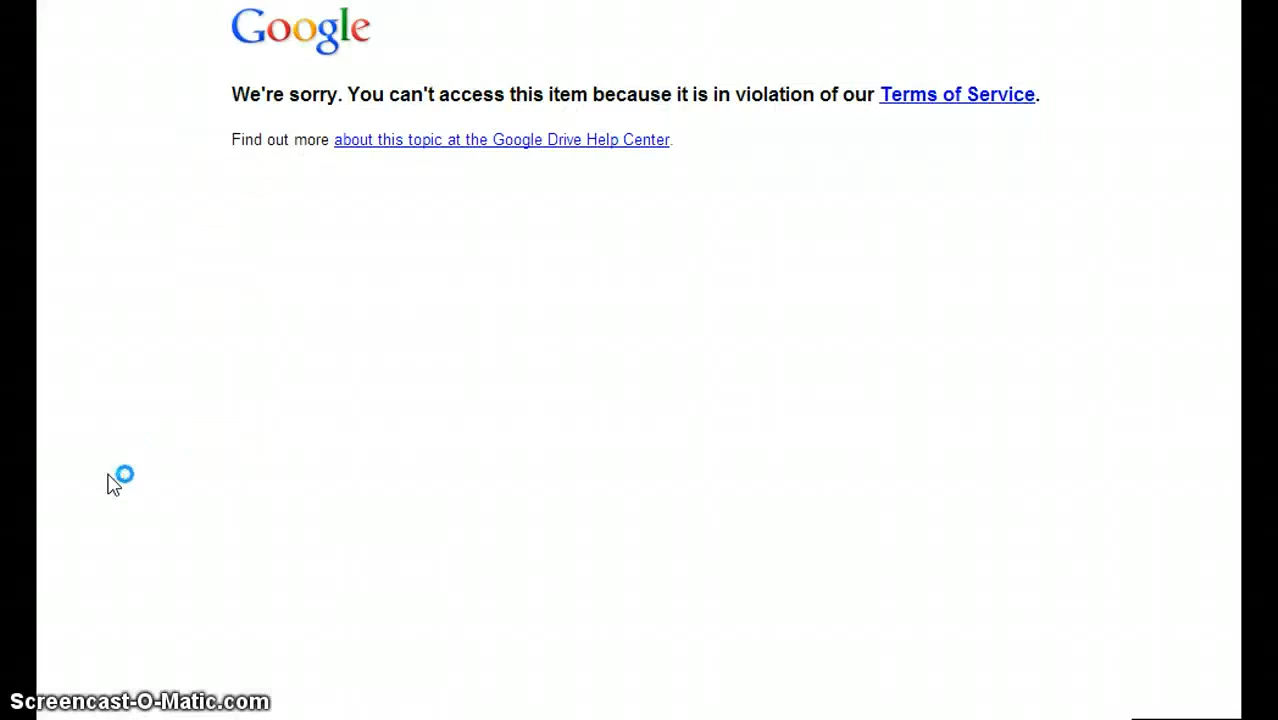 Google
We're sorry. You can't access this item because it is in violation of our Terms of Service.
Find out more about this topic at the Google Drive Help Center.
Screencast-O-Matic.com